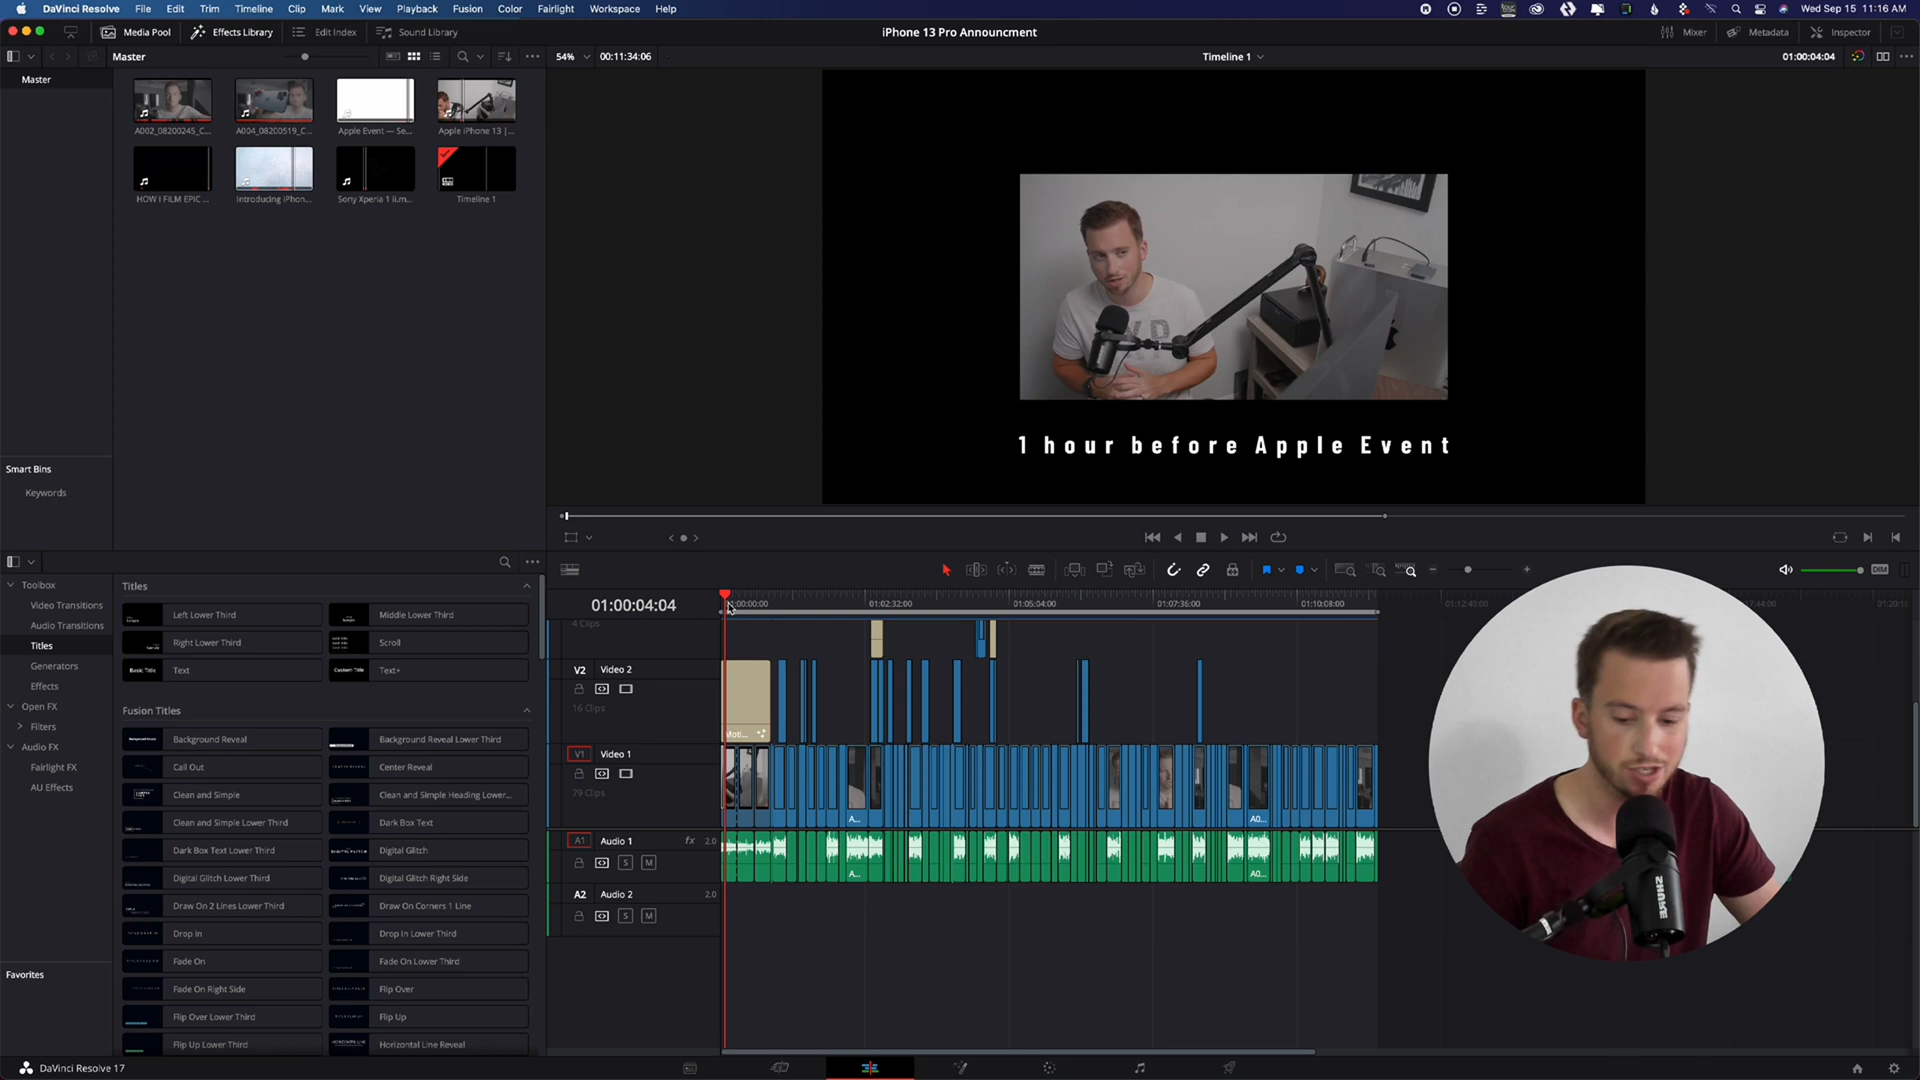 DaVinci Resolve File Edit Trim Timeline Clip Mark View Playback Fusion Color Fairlight Workspace Help
Wed Sep 15 11:16 AM
Media Pool Effects Library Edit Index Sound Library
iPhone 13 Pro Announcment
Mixer Metadata Inspector
Master
54% 00:11:34:06
Timeline 1
01:00:04:04
Master
A002_08200245_C...
A004_08200519_C...
Apple Event — Se...
Apple iPhone 13 |...
HOW I FILM EPIC ...
Introducing iPhon...
Sony Xperia 1 ii.m...
Timeline 1
1 hour before Apple Event
Smart Bins
Keywords
Toolbox
Video Transitions
Audio Transitions
Titles
Generators
Effects
Open FX
Filters
Audio FX
Fairlight FX
AU Effects
Favorites
Titles
Left Lower Third
Middle Lower Third
Right Lower Third
Scroll
Basic Title Text
Custom Title Text+
Fusion Titles
Background Reveal
Background Reveal Lower Third
Call Out
Center Reveal
Clean and Simple
Clean and Simple Heading Lower...
Clean and Simple Lower Third
Dark Box Text
Dark Box Text Lower Third
Digital Glitch
Digital Glitch Lower Third
Digital Glitch Right Side
Draw On 2 Lines Lower Third
Draw On Corners 1 Line
Drop In
Drop In Lower Third
Fade On
Fade On Lower Third
Fade On Right Side
Flip Over
Flip Over Lower Third
Flip Up
Flip Up Lower Third
Horizontal Line Reveal
DIM
01:00:04:04
01:02:32:00 01:05:04:00 01:07:36:00 01:10:08:00 01:12:40:00
4 Clips
V2 Video 2
16 Clips
Moti...
V1 Video 1
79 Clips
A...
A0...
A1 Audio 1 fx 2.0
S M
A...
A0...
A2 Audio 2 2.0
S M
SHURE
DaVinci Resolve 17